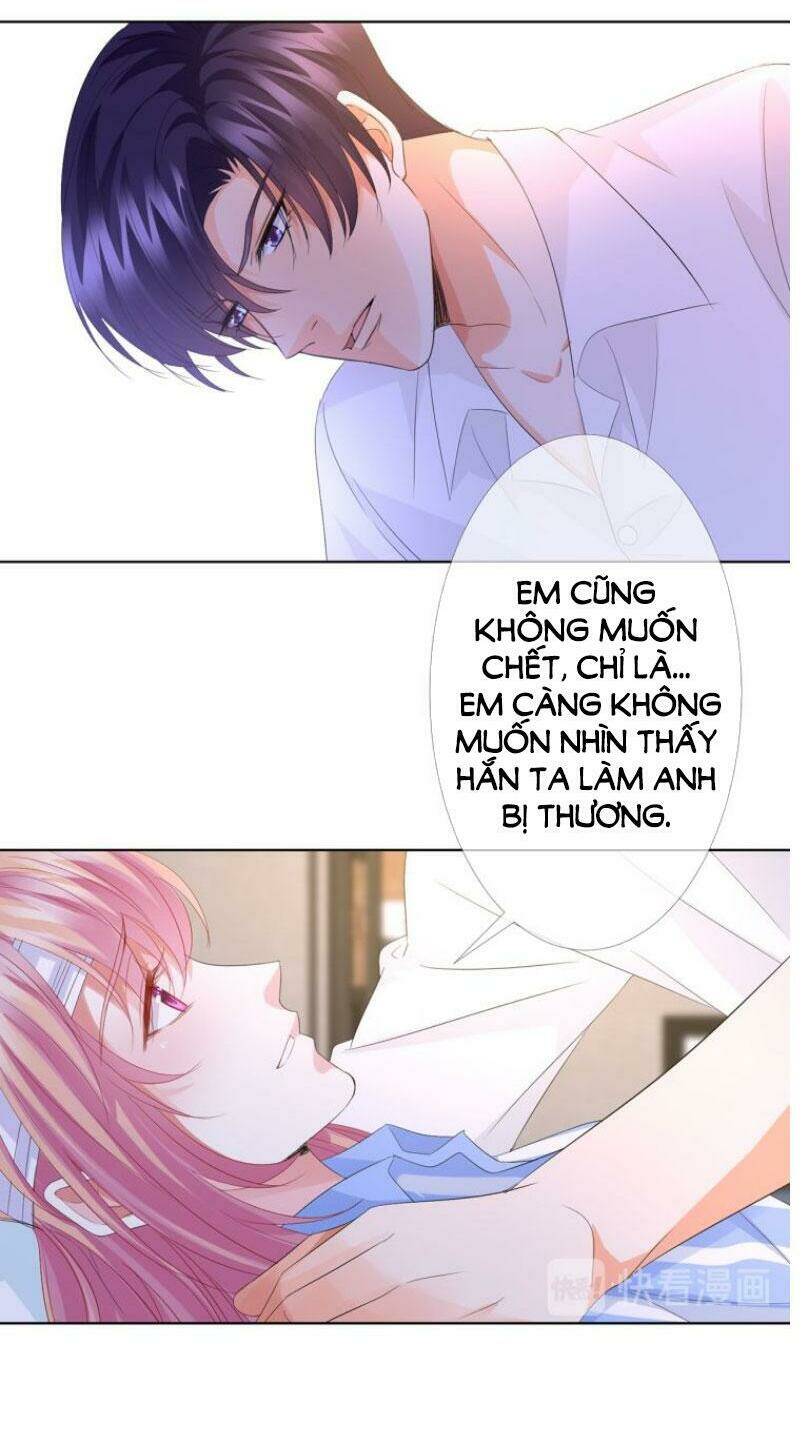 EM CŨNG
KHÔNG MUỐN
CHẾT, CHỈ LÀ...
EM CÀNG KHÔNG
MUỐN NHÌN THẤY
HẮN TA LÀM ANH
BỊ THƯƠNG.
快看漫画